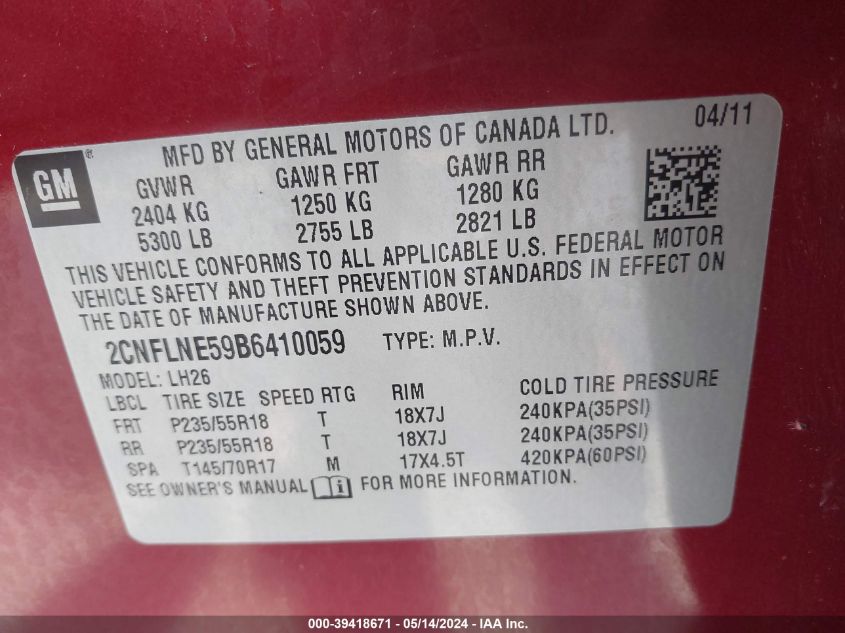 MFD BY GENERAL MOTORS OF CANADA LTD. 04/11
GM®
GVWR GAWR FRT GAWR RR
2404 KG 1250 KG 1280 KG
5300 LB 2755 LB 2821 LB
THIS VEHICLE CONFORMS TO ALL APPLICABLE U.S. FEDERAL MOTOR
VEHICLE SAFETY AND THEFT PREVENTION STANDARDS IN EFFECT ON
THE DATE OF MANUFACTURE SHOWN ABOVE.
2CNFLNE59B6410059 TYPE: M.P.V.
MODEL: LH26
LBCL TIRE SIZE SPEED RTG RIM COLD TIRE PRESSURE
FRT P235/55R18 T 18X7J 240KPA(35PSI)
RR P235/55R18 T 18X7J 240KPA(35PSI)
SPA T145/70R17 M 17X4.5T 420KPA(60PSI)
SEE OWNER'S MANUAL i FOR MORE INFORMATION.
000-39418671 - 05/14/2024 - IAA Inc.